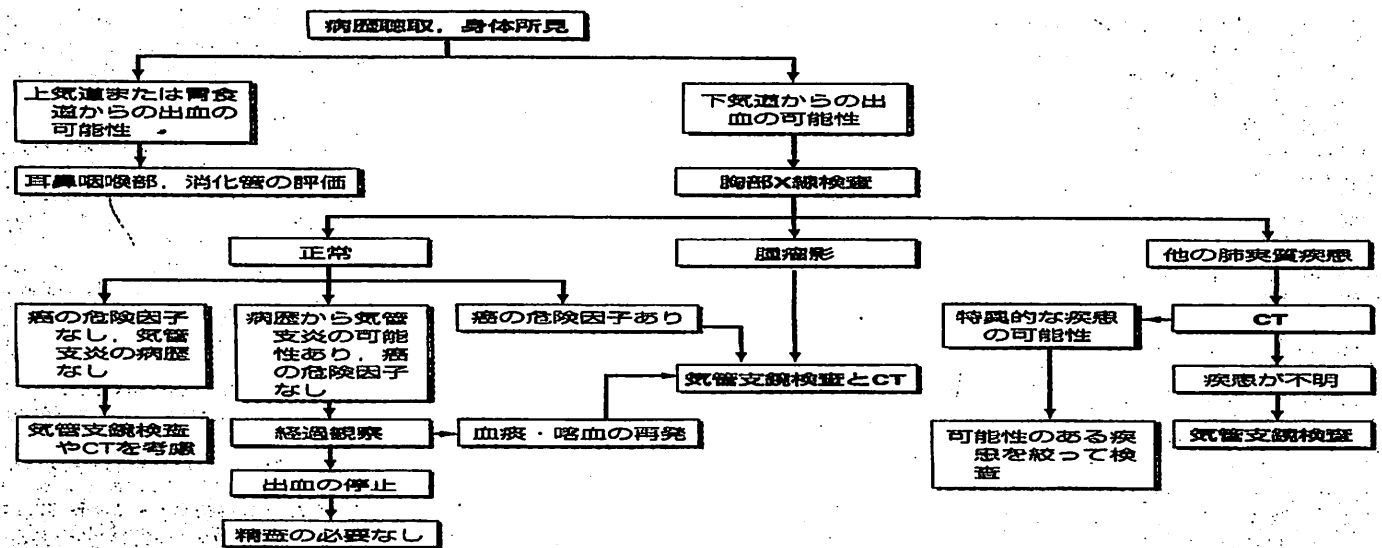 病歴聴取，身体所見
上気道または胃食
道からの出血の
可能性
下気道からの出
血の可能性
耳鼻咽喉部，消化管の評価
胸部X線検査
正常
腫瘤影
他の肺実質疾患
癌の危険因子
なし，気管
支炎の病歴
なし
病歴から気管
支炎の可能
性あり，癌
の危険因子
なし
癌の危険因子あり
特異的な疾患
の可能性
CT
気管支鏡検査とCT
疾患が不明
気管支鏡検査
やCTを考慮
経過観察
血痰・喀血の再発
可能性のある疾
患を絞って検
査
気管支鏡検査
出血の停止
精査の必要なし